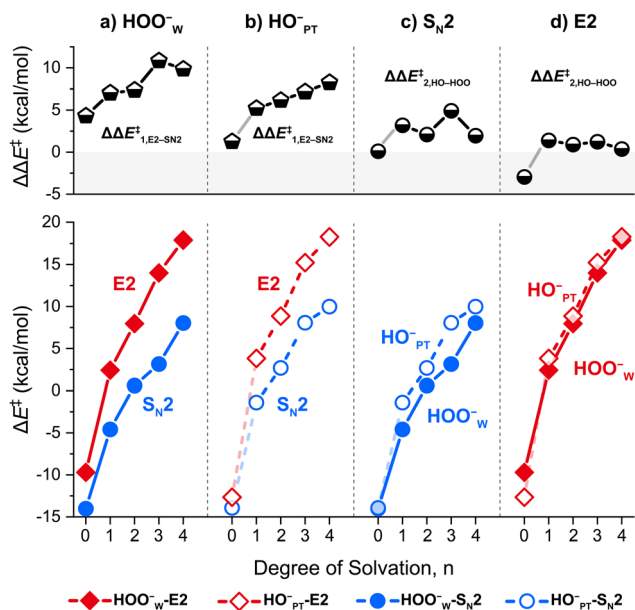 a) HOO⁻W b) HO⁻PT c) SN2 d) E2
ΔΔE‡ (kcal/mol)
10
5
0
-5
ΔΔE‡1,E2–SN2
ΔΔE‡1,E2–SN2
ΔΔE‡2,HO–HOO
ΔΔE‡2,HO–HOO
ΔE‡ (kcal/mol)
20
15
10
5
0
-5
-10
-15
E2
SN2
E2
SN2
HO⁻PT
HOO⁻W
HO⁻PT
HOO⁻W
0 1 2 3 4 0 1 2 3 4 0 1 2 3 4 0 1 2 3 4
Degree of Solvation, n
HOO⁻W-E2 HO⁻PT-E2 HOO⁻W-SN2 HO⁻PT-SN2